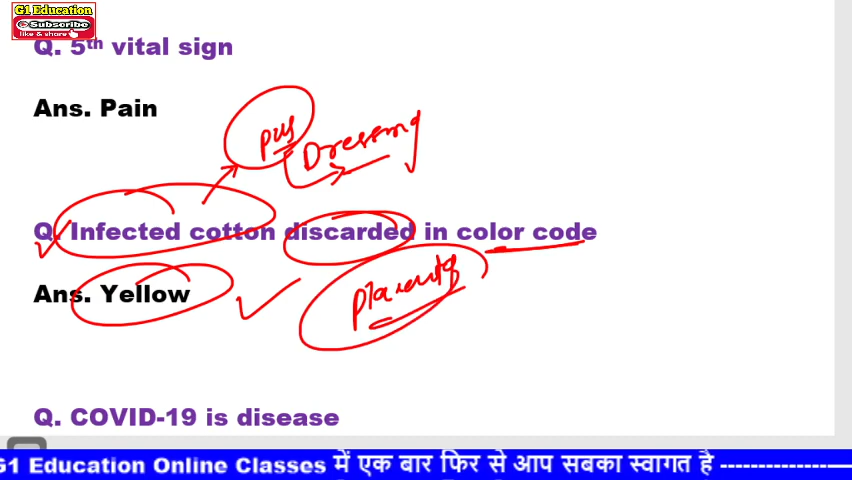 G1 Education
Subscribe
like & share
Q. 5th vital sign
Ans. Pain
pus
Dressing
Q. Infected cotton discarded in color code
Ans. Yellow
placenta
Q. COVID-19 is disease
G1 Education Online Classes में एक बार फिर से आप सबका स्वागत है ----------------